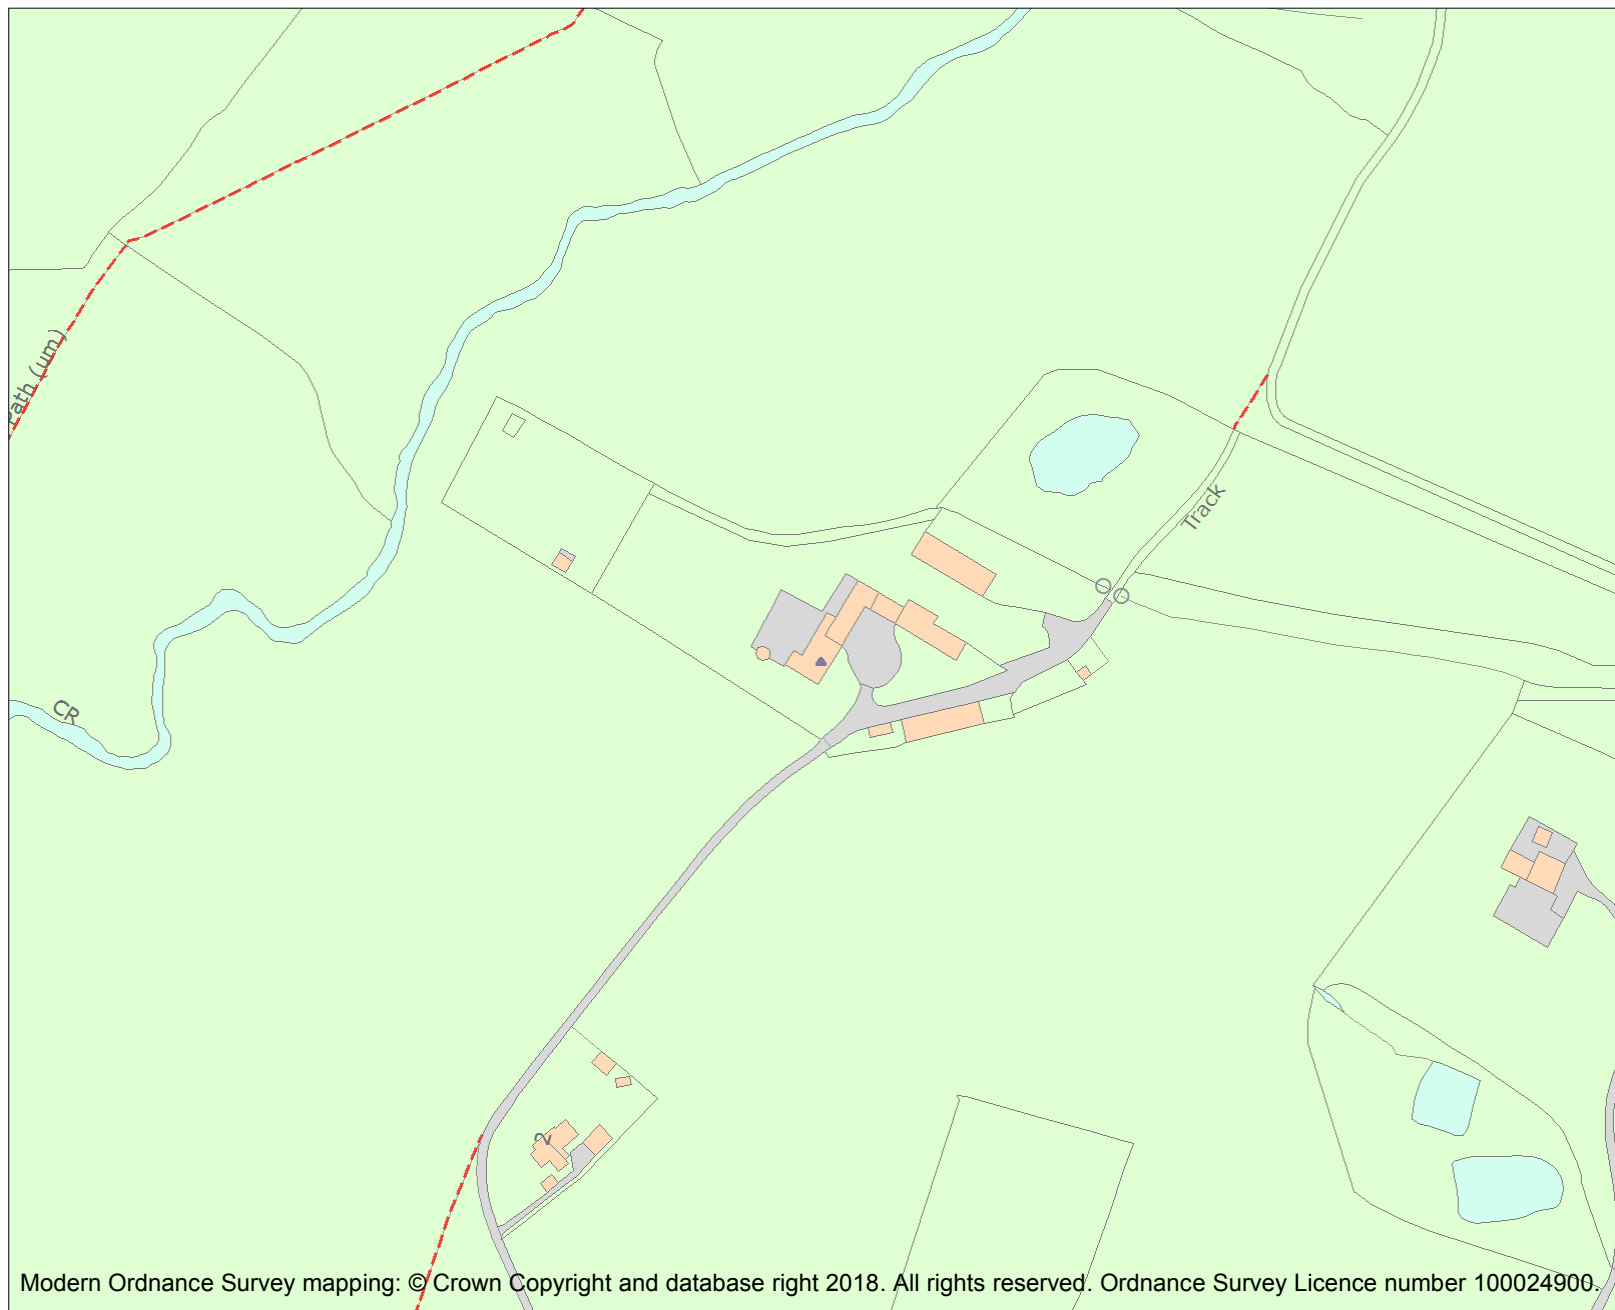 Path (um)
Track
CR
2
Modern Ordnance Survey mapping: © Crown Copyright and database right 2018. All rights reserved. Ordnance Survey Licence number 100024900.